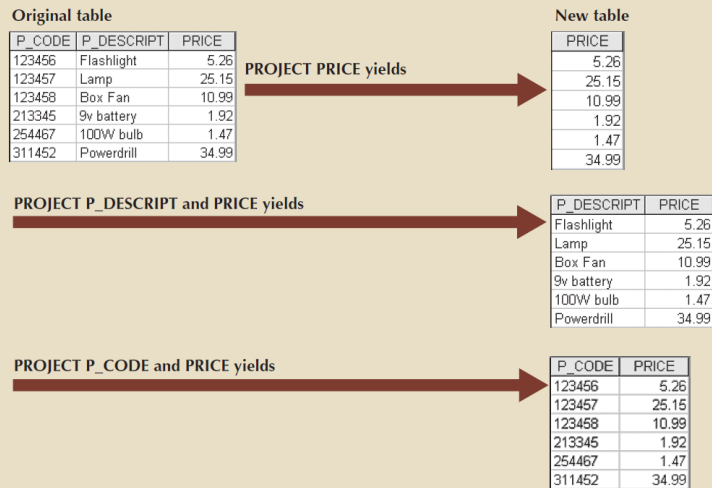 Original table
New table
P_CODE P_DESCRIPT PRICE
123456 Flashlight 5.26
123457 Lamp 25.15
123458 Box Fan 10.99
213345 9v battery 1.92
254467 100W bulb 1.47
311452 Powerdrill 34.99
PROJECT PRICE yields
PRICE
5.26
25.15
10.99
1.92
1.47
34.99
PROJECT P_DESCRIPT and PRICE yields
P_DESCRIPT PRICE
Flashlight 5.26
Lamp 25.15
Box Fan 10.99
9v battery 1.92
100W bulb 1.47
Powerdrill 34.99
PROJECT P_CODE and PRICE yields
P_CODE PRICE
123456 5.26
123457 25.15
123458 10.99
213345 1.92
254467 1.47
311452 34.99